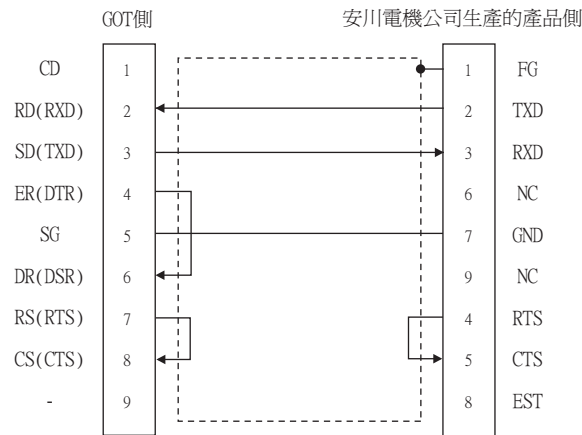 GOT側 安川電機公司生產的產品側
CD 1 1 FG
RD(RXD) 2 2 TXD
SD(TXD) 3 3 RXD
ER(DTR) 4 6 NC
SG 5 7 GND
DR(DSR) 6 9 NC
RS(RTS) 7 4 RTS
CS(CTS) 8 5 CTS
- 9 8 EST